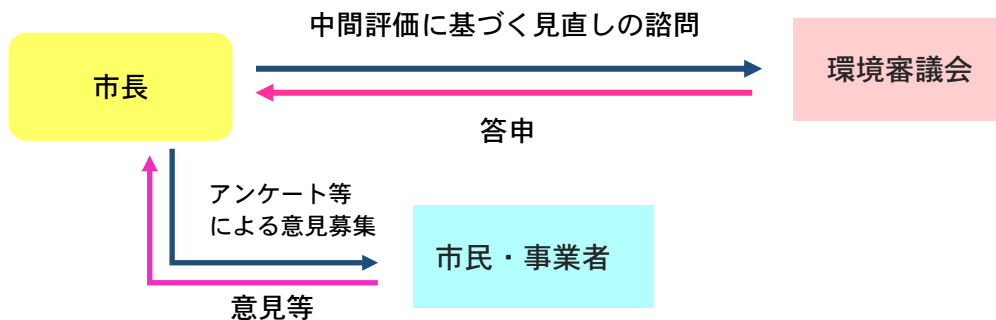 中間評価に基づく見直しの諮問
市長
環境審議会
答申
アンケート等
による意見募集
市民・事業者
意見等